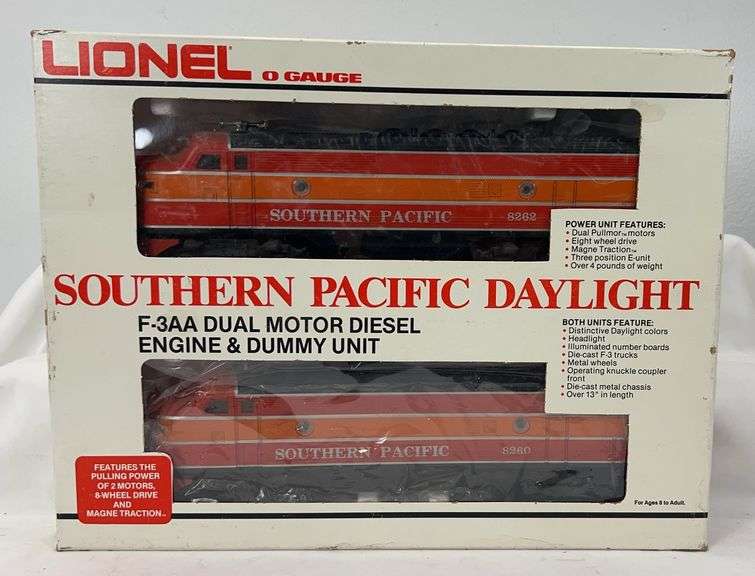 LIONEL O GAUGE
SOUTHERN PACIFIC 8262
POWER UNIT FEATURES:
• Dual Pullmor™ motors
• Eight wheel drive
• Magne Traction™
• Three position E-unit
• Over 4 pounds of weight
SOUTHERN PACIFIC DAYLIGHT
F-3AA DUAL MOTOR DIESEL
ENGINE & DUMMY UNIT
BOTH UNITS FEATURE:
• Distinctive Daylight colors
• Headlight
• Illuminated number boards
• Die-cast F-3 trucks
• Metal wheels
• Operating knuckle coupler
front
• Die-cast metal chassis
• Over 13" in length
SOUTHERN PACIFIC 8260
FEATURES THE
PULLING POWER
OF 2 MOTORS,
8-WHEEL DRIVE
AND
MAGNE TRACTION™
For Ages 8 to Adult.